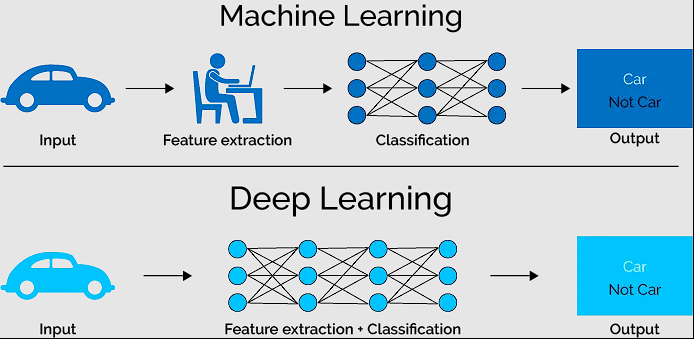 Machine Learning
Car
Not Car
Input
Feature extraction
Classification
Output
Deep Learning
Car
Not Car
Input
Feature extraction + Classification
Output